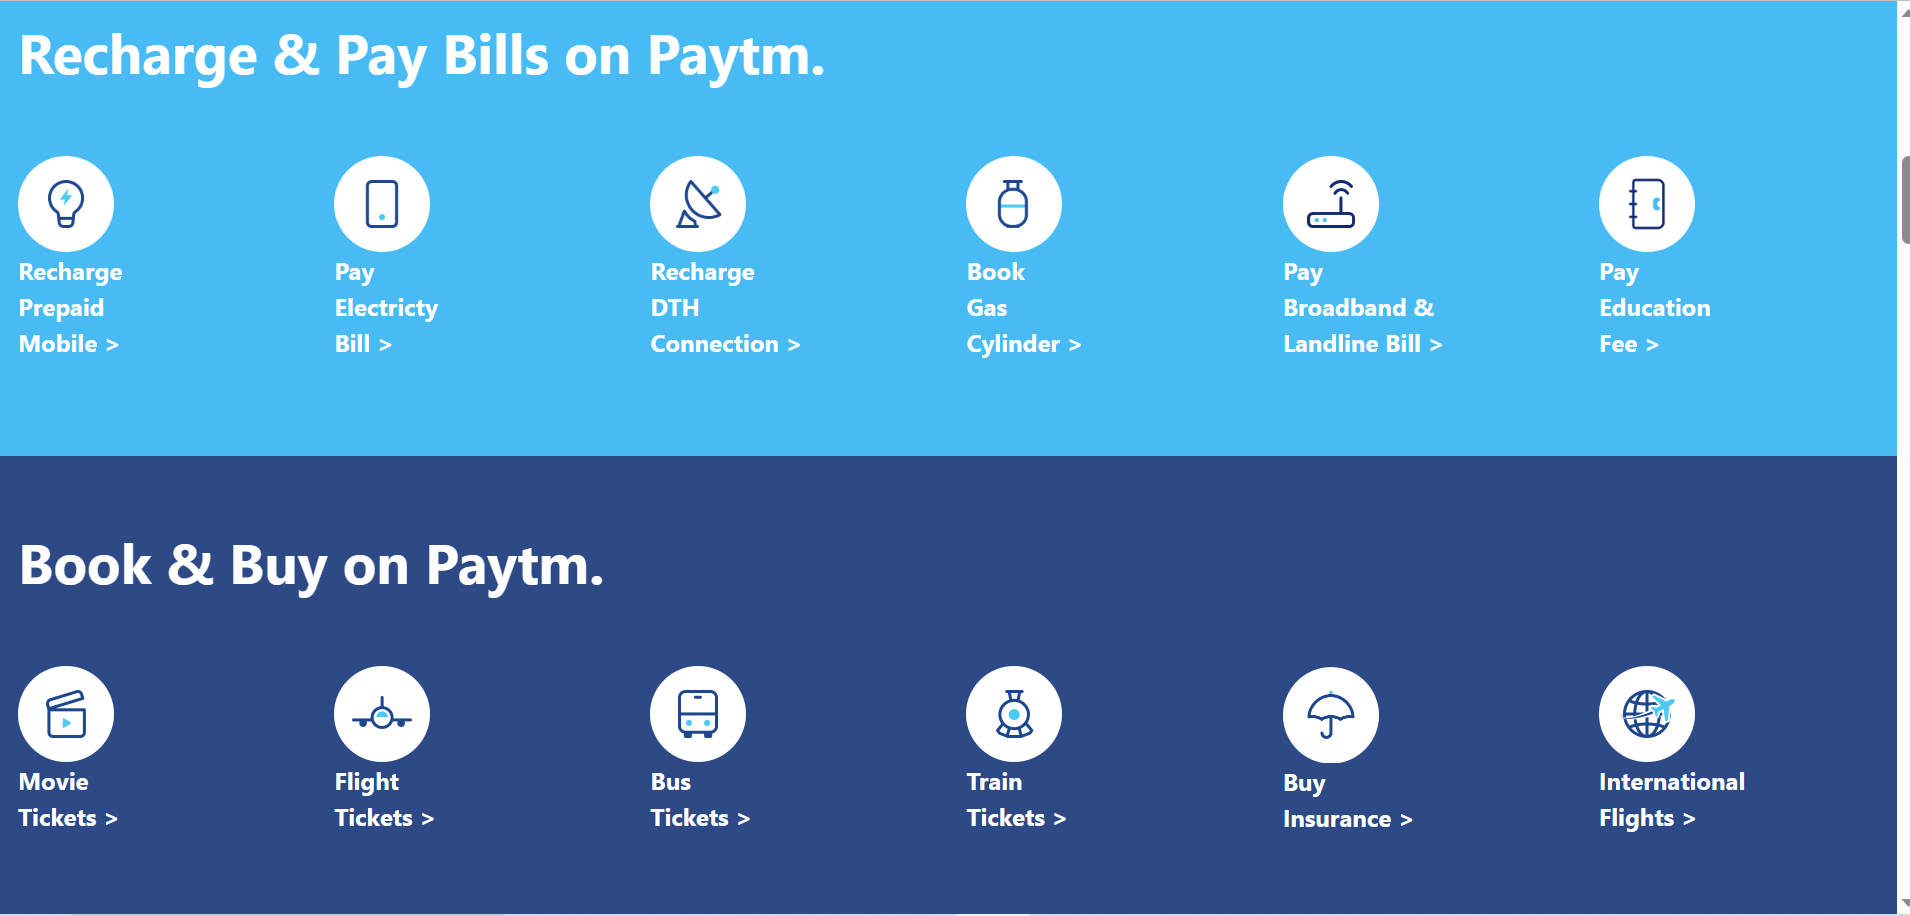 Recharge & Pay Bills on Paytm.
Recharge
Prepaid
Mobile >
Pay
Electricty
Bill >
Recharge
DTH
Connection >
Book
Gas
Cylinder >
Pay
Broadband &
Landline Bill >
Pay
Education
Fee >
Book & Buy on Paytm.
Movie
Tickets >
Flight
Tickets >
Bus
Tickets >
Train
Tickets >
Buy
Insurance >
International
Flights >